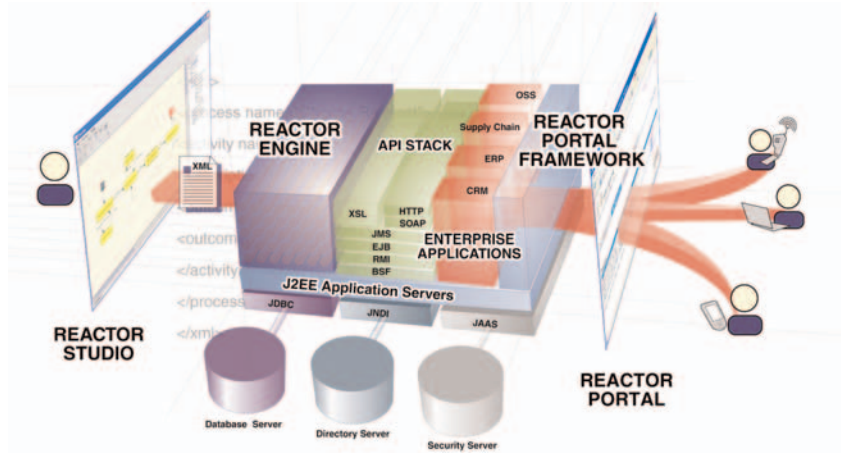 REACTOR
STUDIO
XML
<outcom
</activity
</process
</xml>
REACTOR
ENGINE
API STACK
XSL
HTTP
SOAP
JMS
EJB
RMI
BSF
OSS
Supply Chain
ERP
CRM
ENTERPRISE
APPLICATIONS
REACTOR
PORTAL
FRAMEWORK
J2EE Application Servers
JDBC
JNDI
JAAS
Database Server
Directory Server
Security Server
REACTOR
PORTAL